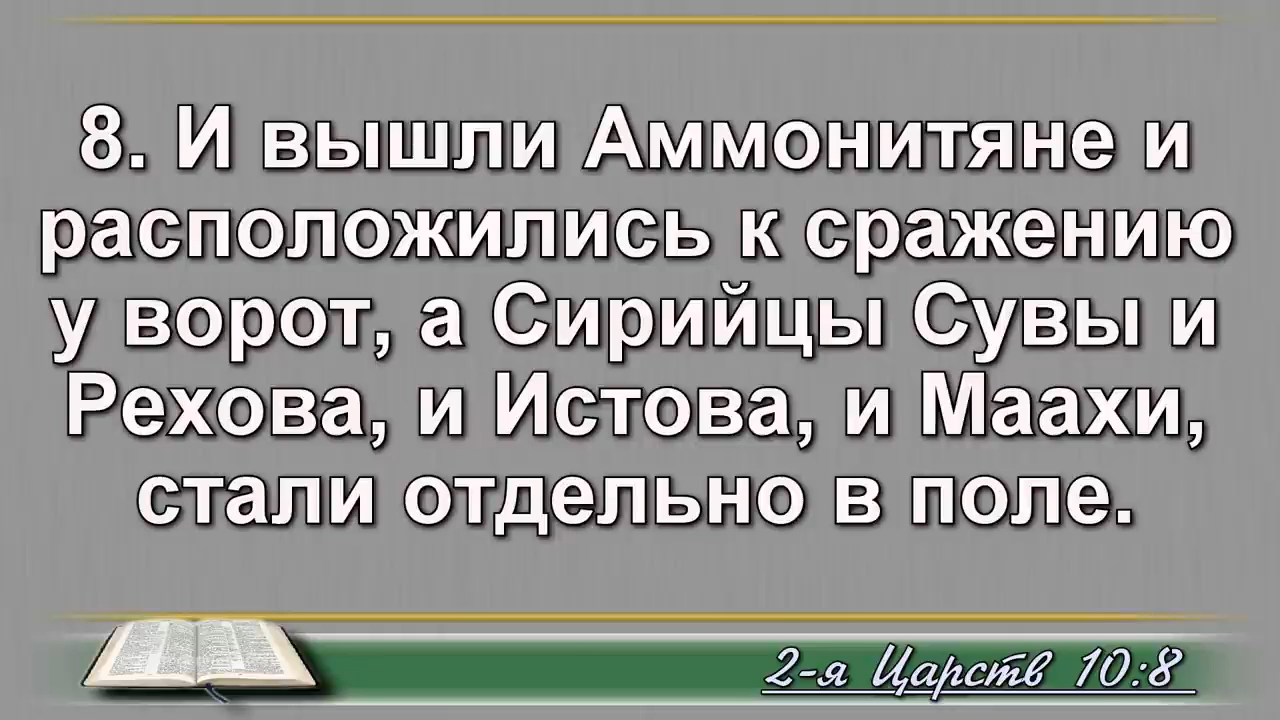 8. И вышли Аммонитяне и
расположились к сражению
у ворот, а Сирийцы Сувы и
Рехова, и Истова, и Маахи,
стали отдельно в поле.
2-я Царств 10:8